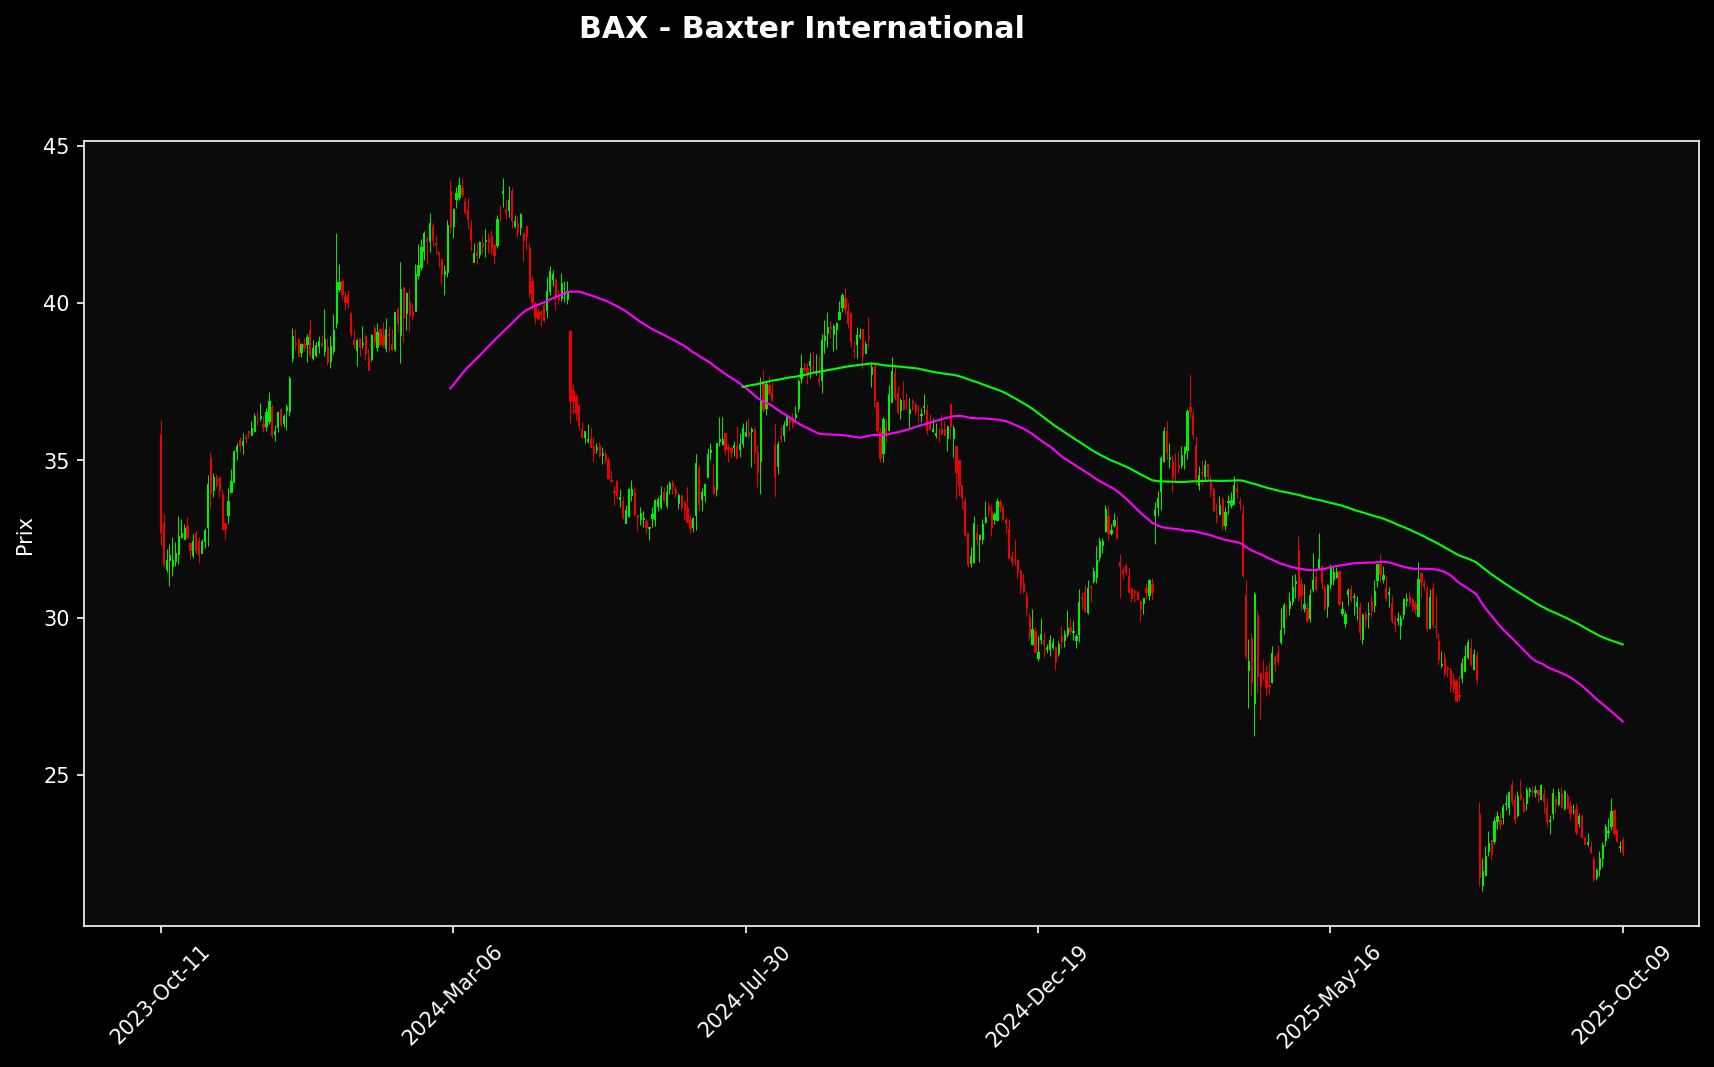 BAX - Baxter International
Prix
45
40
35
30
25
2023-Oct-11
2024-Mar-06
2024-Jul-30
2024-Dec-19
2025-May-16
2025-Oct-09